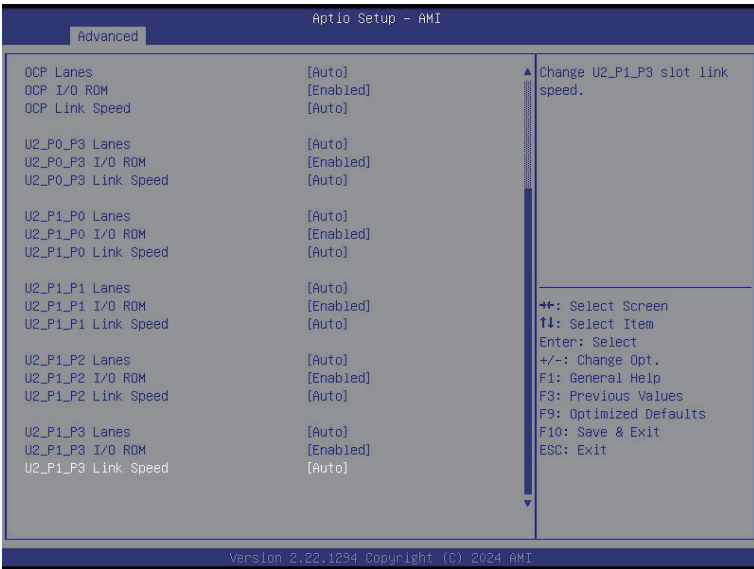 Aptio Setup – AMI
Advanced
OCP Lanes [Auto]
OCP I/O ROM [Enabled]
OCP Link Speed [Auto]
U2_P0_P3 Lanes [Auto]
U2_P0_P3 I/O ROM [Enabled]
U2_P0_P3 Link Speed [Auto]
U2_P1_P0 Lanes [Auto]
U2_P1_P0 I/O ROM [Enabled]
U2_P1_P0 Link Speed [Auto]
U2_P1_P1 Lanes [Auto]
U2_P1_P1 I/O ROM [Enabled]
U2_P1_P1 Link Speed [Auto]
U2_P1_P2 Lanes [Auto]
U2_P1_P2 I/O ROM [Enabled]
U2_P1_P2 Link Speed [Auto]
U2_P1_P3 Lanes [Auto]
U2_P1_P3 I/O ROM [Enabled]
U2_P1_P3 Link Speed [Auto]
Change U2_P1_P3 slot link
speed.
→←: Select Screen
↑↓: Select Item
Enter: Select
+/-: Change Opt.
F1: General Help
F3: Previous Values
F9: Optimized Defaults
F10: Save & Exit
ESC: Exit
Version 2.22.1294 Copyright (C) 2024 AMI